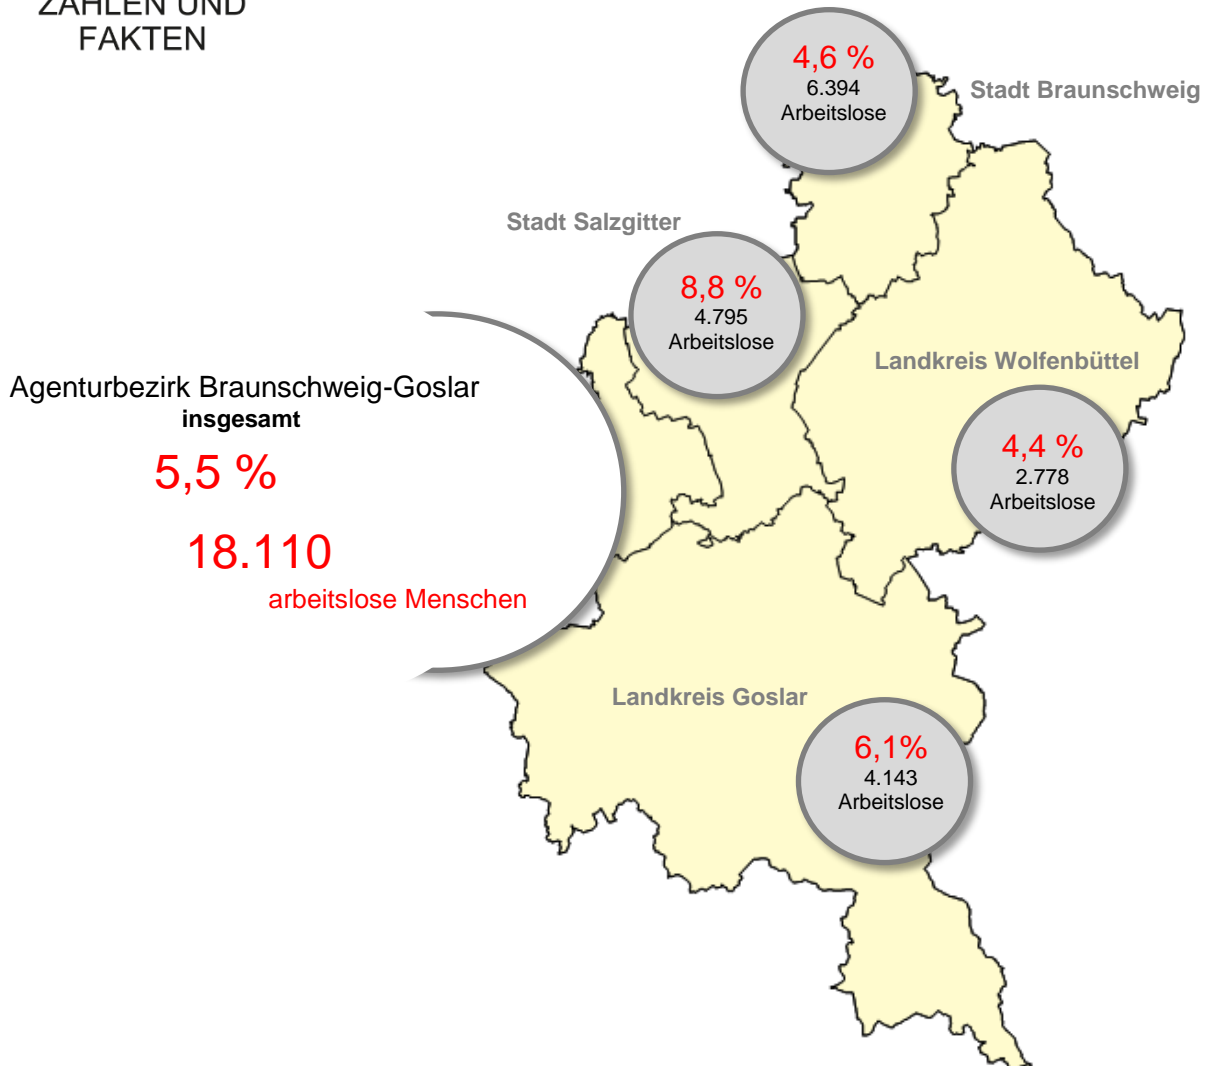 ZAHLEN UND
FAKTEN
4,6 %
6.394
Arbeitslose
Stadt Braunschweig
Stadt Salzgitter
8,8 %
4.795
Arbeitslose
Landkreis Wolfenbüttel
4,4 %
2.778
Arbeitslose
Agenturbezirk Braunschweig-Goslar
insgesamt
5,5 %
18.110
arbeitslose Menschen
Landkreis Goslar
6,1%
4.143
Arbeitslose